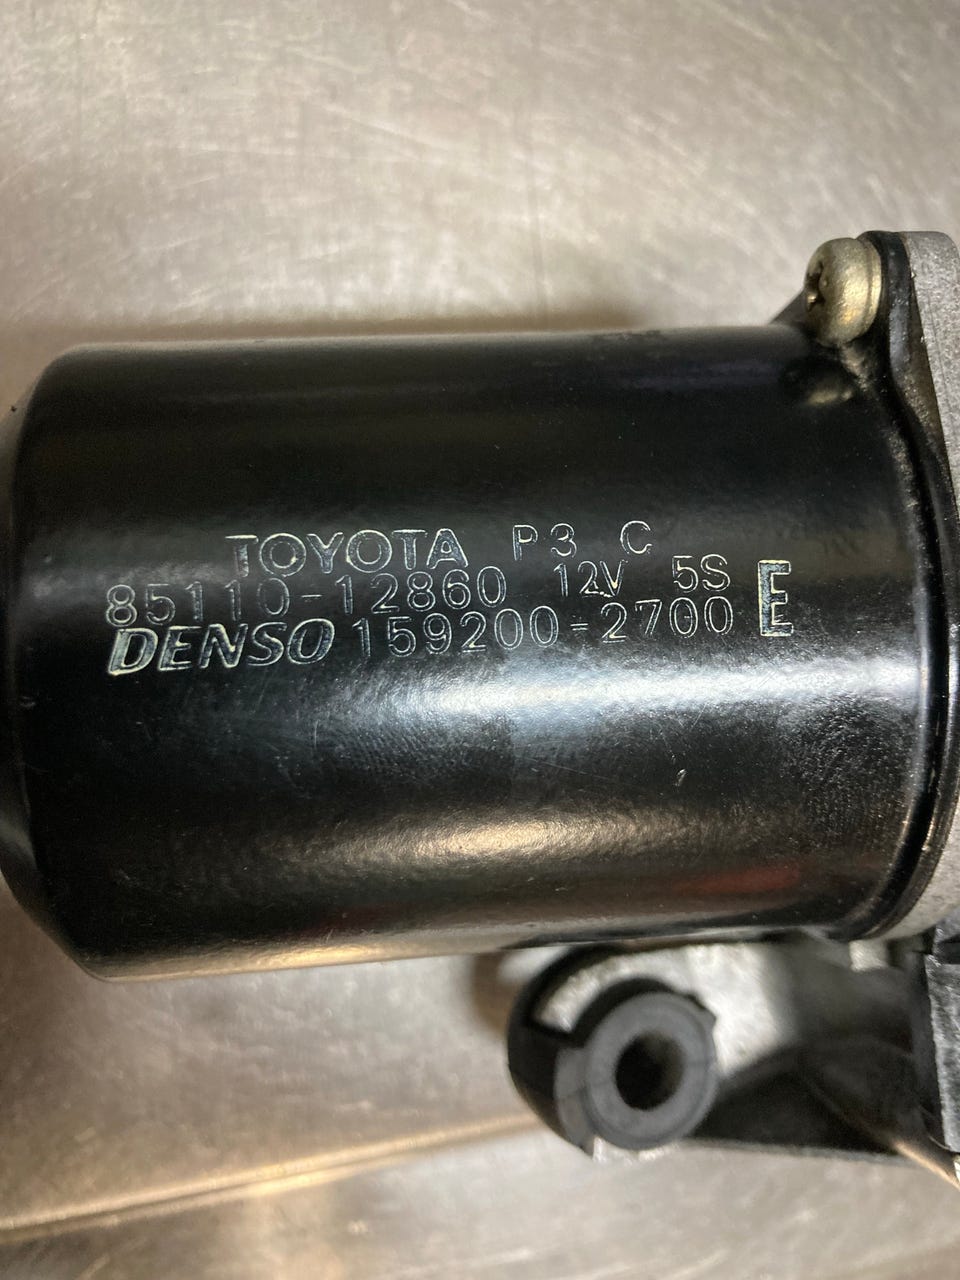 TOYOTA P3 C
85110-12860 12V 5S E
DENSO 159200-2700